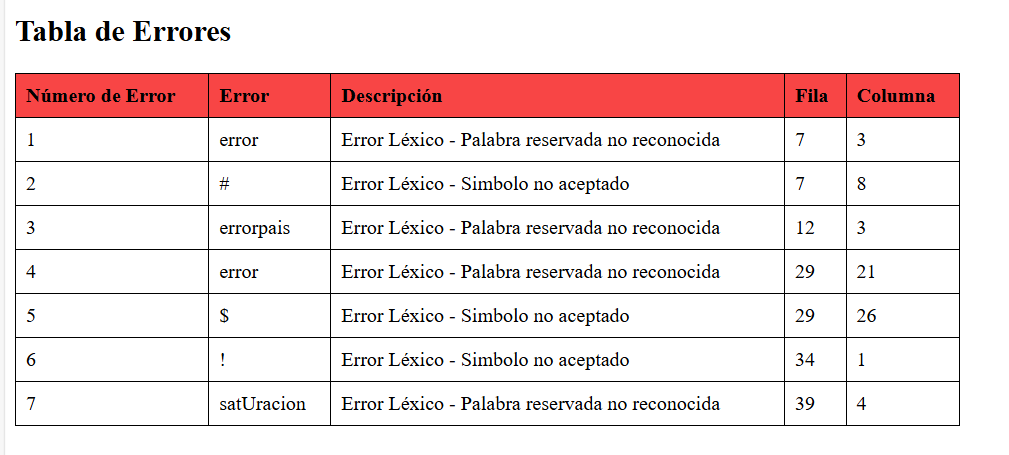 Tabla de Errores
Número de Error Error Descripción Fila Columna
1 error Error Léxico - Palabra reservada no reconocida 7 3
2 # Error Léxico - Simbolo no aceptado 7 8
3 errorpais Error Léxico - Palabra reservada no reconocida 12 3
4 error Error Léxico - Palabra reservada no reconocida 29 21
5 $ Error Léxico - Simbolo no aceptado 29 26
6 ! Error Léxico - Simbolo no aceptado 34 1
7 satUracion Error Léxico - Palabra reservada no reconocida 39 4